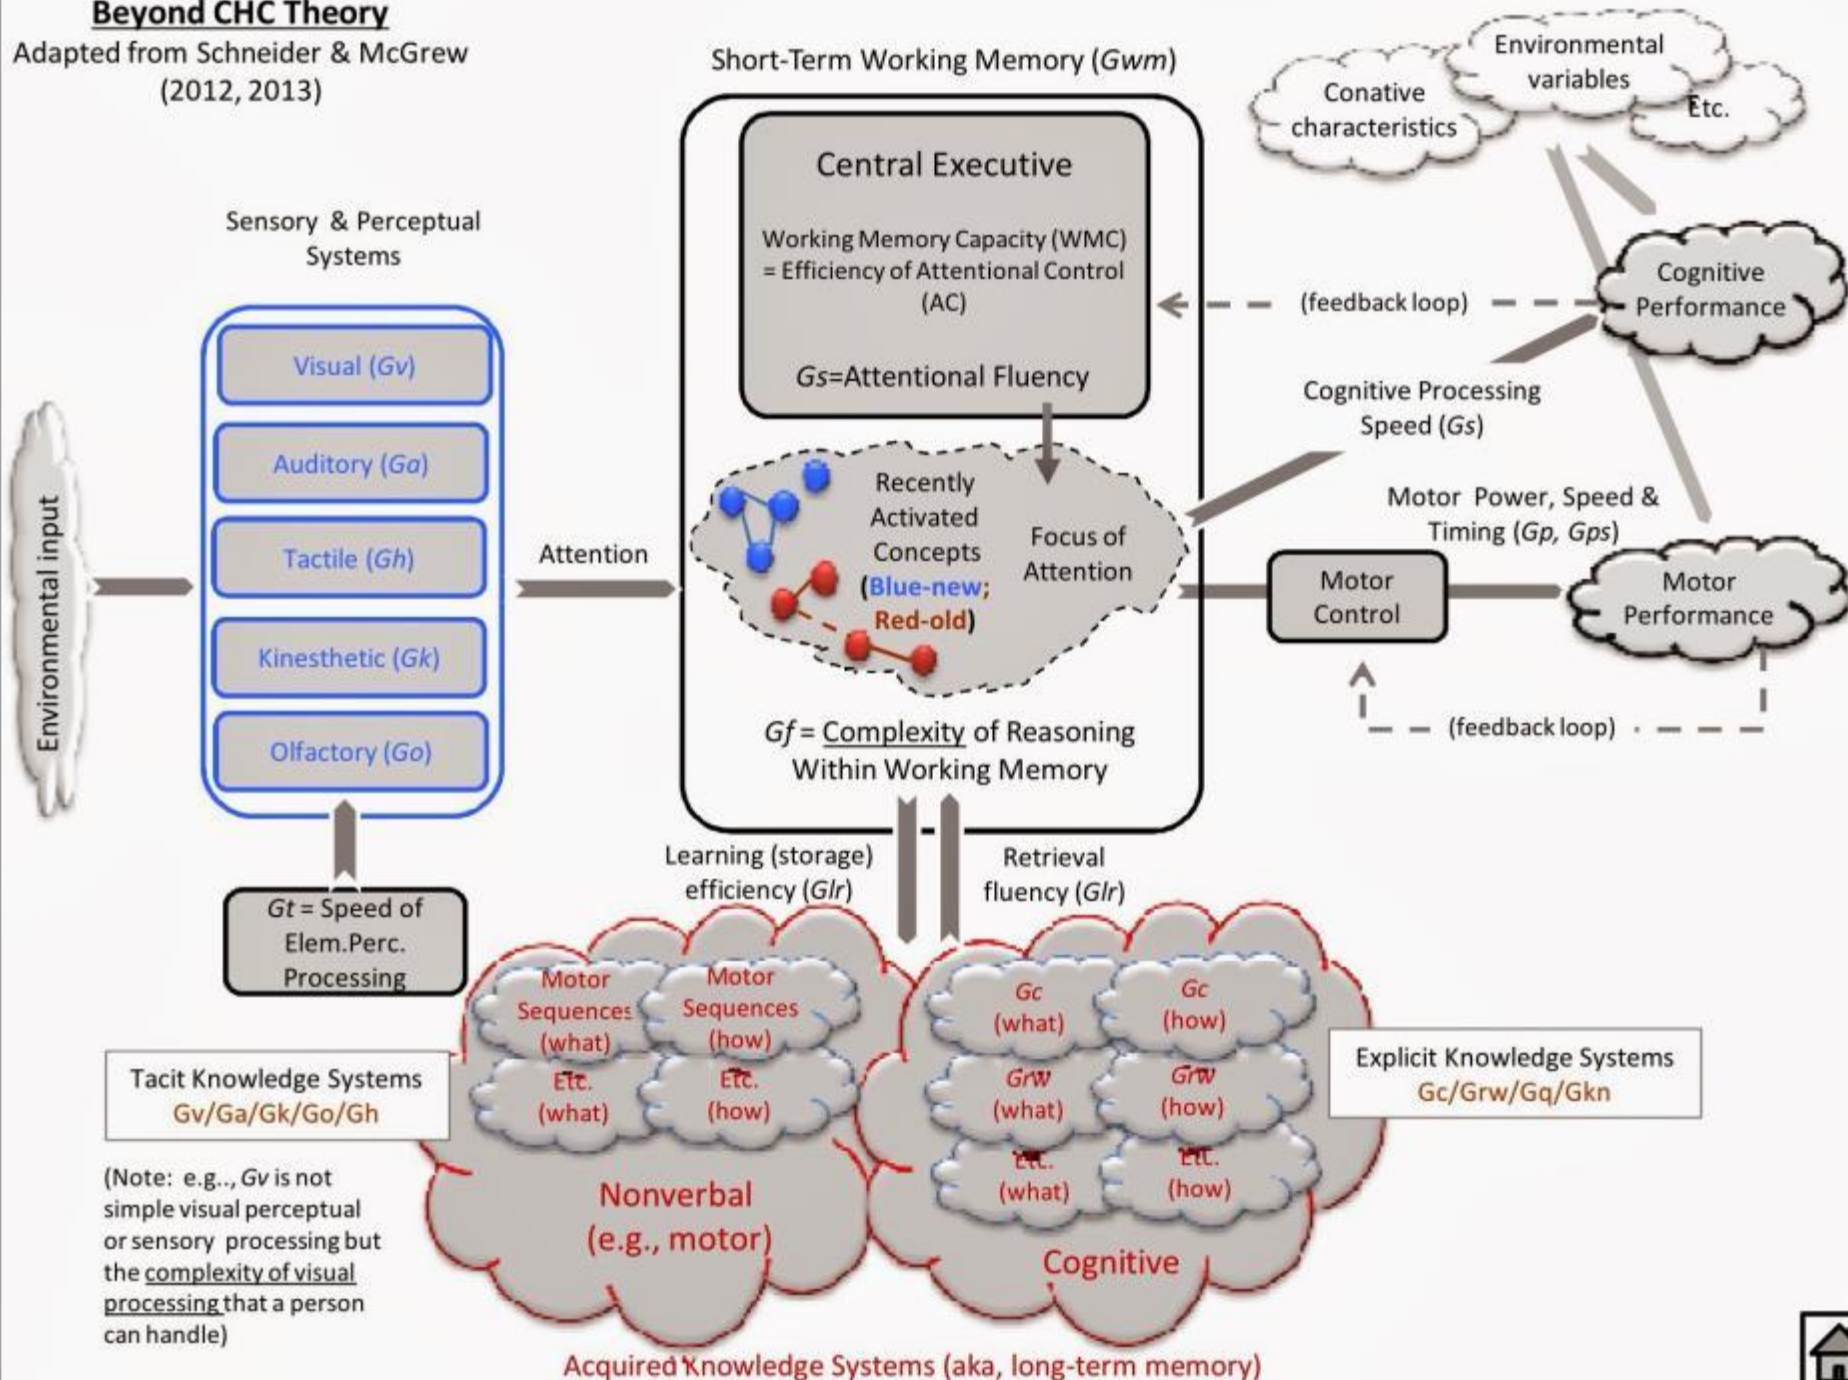 Beyond CHC Theory
Adapted from Schneider & McGrew
(2012, 2013)
Short-Term Working Memory (Gwm)
Central Executive
Working Memory Capacity (WMC)
= Efficiency of Attentional Control
(AC)
Gs=Attentional Fluency
Conative
characteristics
Environmental
variables
Etc.
Sensory & Perceptual
Systems
Visual (Gv)
Auditory (Ga)
Tactile (Gh)
Kinesthetic (Gk)
Olfactory (Go)
Environmental input
Attention
Recently
Activated
Concepts
(Blue-new;
Red-old)
Focus of
Attention
Gf = Complexity of Reasoning
Within Working Memory
(feedback loop)
Cognitive
Performance
Cognitive Processing
Speed (Gs)
Motor Power, Speed &
Timing (Gp, Gps)
Motor
Control
Motor
Performance
(feedback loop)
Learning (storage)
efficiency (Glr)
Retrieval
fluency (Glr)
Gt = Speed of
Elem.Perc.
Processing
Motor
Sequences
(what)
Motor
Sequences
(how)
Etc.
(what)
Etc.
(how)
Nonverbal
(e.g., motor)
Gc
(what)
Gc
(how)
Grw
(what)
Grw
(how)
Etc.
(what)
Etc.
(how)
Cognitive
Tacit Knowledge Systems
Gv/Ga/Gk/Go/Gh
Explicit Knowledge Systems
Gc/Grw/Gq/Gkn
(Note: e.g.., Gv is not
simple visual perceptual
or sensory processing but
the complexity of visual
processing that a person
can handle)
Acquired Knowledge Systems (aka, long-term memory)